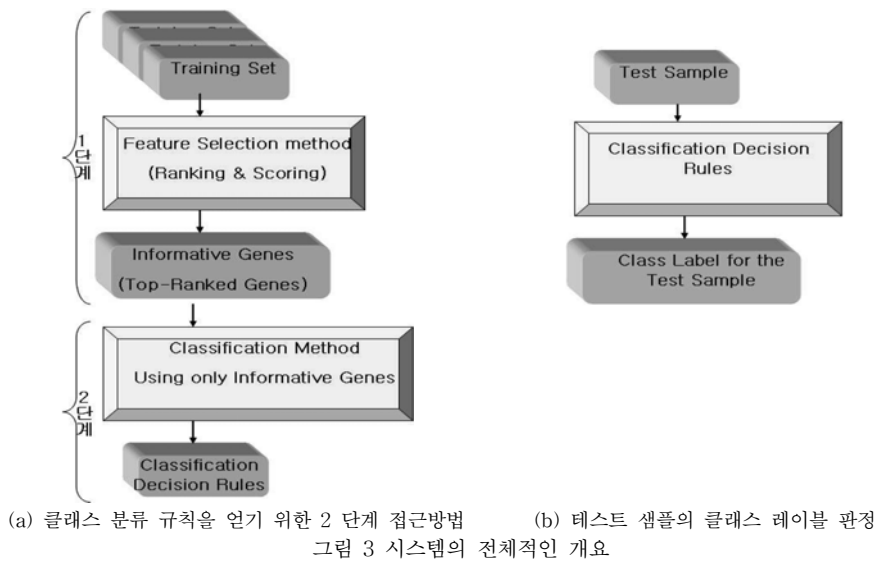 Training Set
1
단
계
Feature Selection method
(Ranking & Scoring)
Informative Genes
(Top-Ranked Genes)
2
단
계
Classification Method
Using only Informative Genes
Classification
Decision Rules
(a) 클래스 분류 규칙을 얻기 위한 2 단계 접근방법
Test Sample
Classification Decision
Rules
Class Label for the
Test Sample
(b) 테스트 샘플의 클래스 레이블 판정
그림 3 시스템의 전체적인 개요